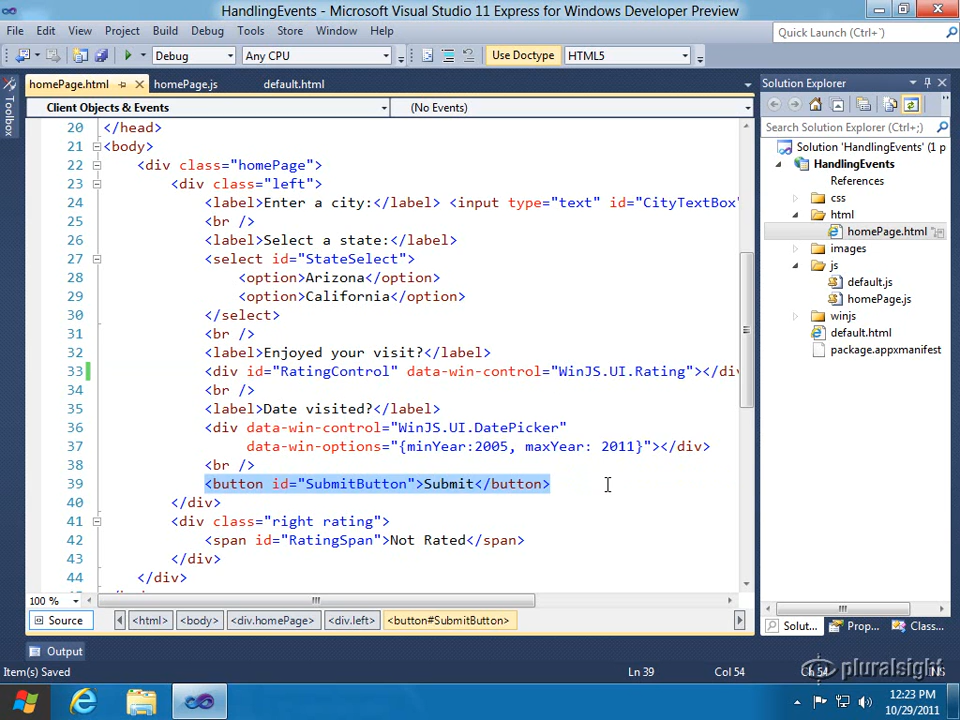 HandlingEvents - Microsoft Visual Studio 11 Express for Windows Developer Preview
File Edit View Project Build Debug Tools Store Window Help
Quick Launch (Ctrl+`)
Debug Any CPU Use Doctype HTML5
homePage.html homePage.js default.html
Client Objects & Events (No Events)
Toolbox
20 </head>
21 <body>
22 <div class="homePage">
23 <div class="left">
24 <label>Enter a city:</label> <input type="text" id="CityTextBox"
25 <br />
26 <label>Select a state:</label>
27 <select id="StateSelect">
28 <option>Arizona</option>
29 <option>California</option>
30 </select>
31 <br />
32 <label>Enjoyed your visit?</label>
33 <div id="RatingControl" data-win-control="WinJS.UI.Rating"></div
34 <br />
35 <label>Date visited?</label>
36 <div data-win-control="WinJS.UI.DatePicker"
37 data-win-options="{minYear:2005, maxYear: 2011}"></div>
38 <br />
39 <button id="SubmitButton">Submit</button>
40 </div>
41 <div class="right rating">
42 <span id="RatingSpan">Not Rated</span>
43 </div>
44 </div>
100 %
Source <html> <body> <div.homePage> <div.left> <button#SubmitButton>
Output
Item(s) Saved Ln 39 Col 54 Ch 54 INS
Solution Explorer
Search Solution Explorer (Ctrl+;)
Solution 'HandlingEvents' (1 p
HandlingEvents
References
css
html
homePage.html
images
js
default.js
homePage.js
winjs
default.html
package.appxmanifest
Solut... Prop... Class...
pluralsight
12:23 PM
10/29/2011